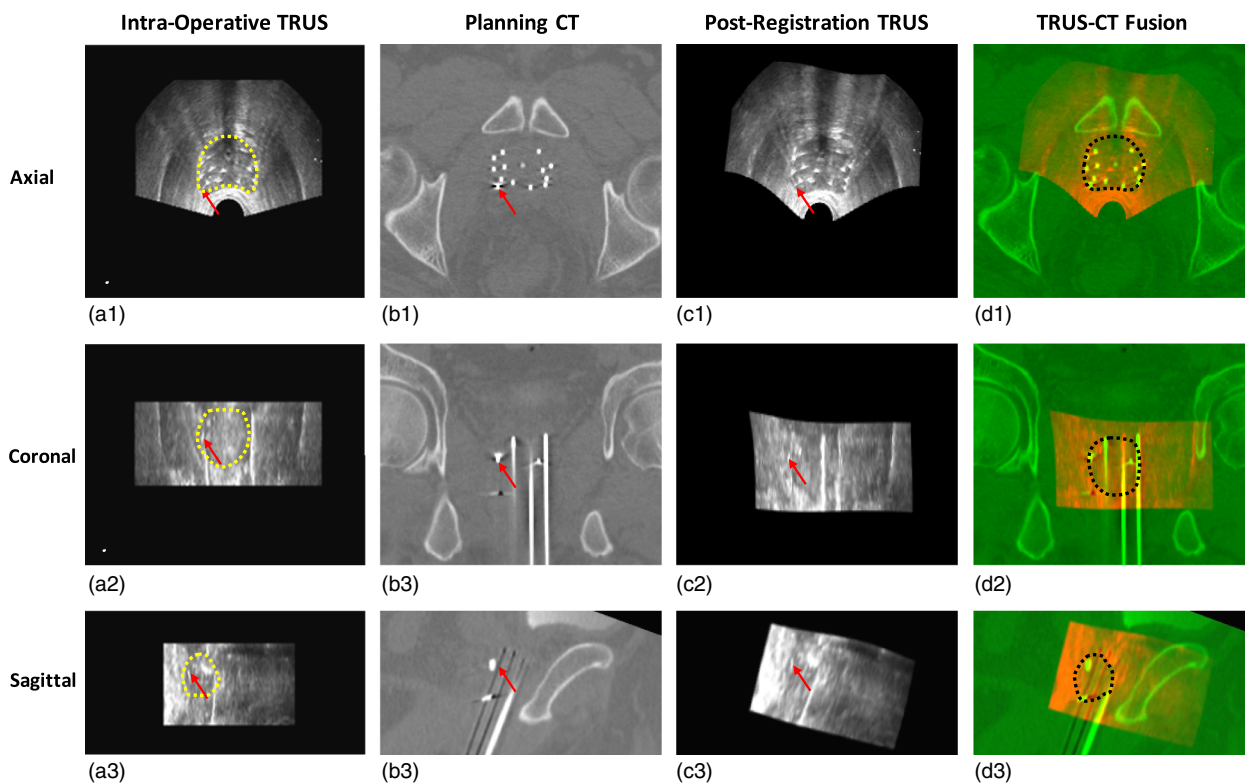 Intra-Operative TRUS
Planning CT
Post-Registration TRUS
TRUS-CT Fusion
Axial
(a1)
(b1)
(c1)
(d1)
Coronal
(a2)
(b3)
(c2)
(d2)
Sagittal
(a3)
(b3)
(c3)
(d3)